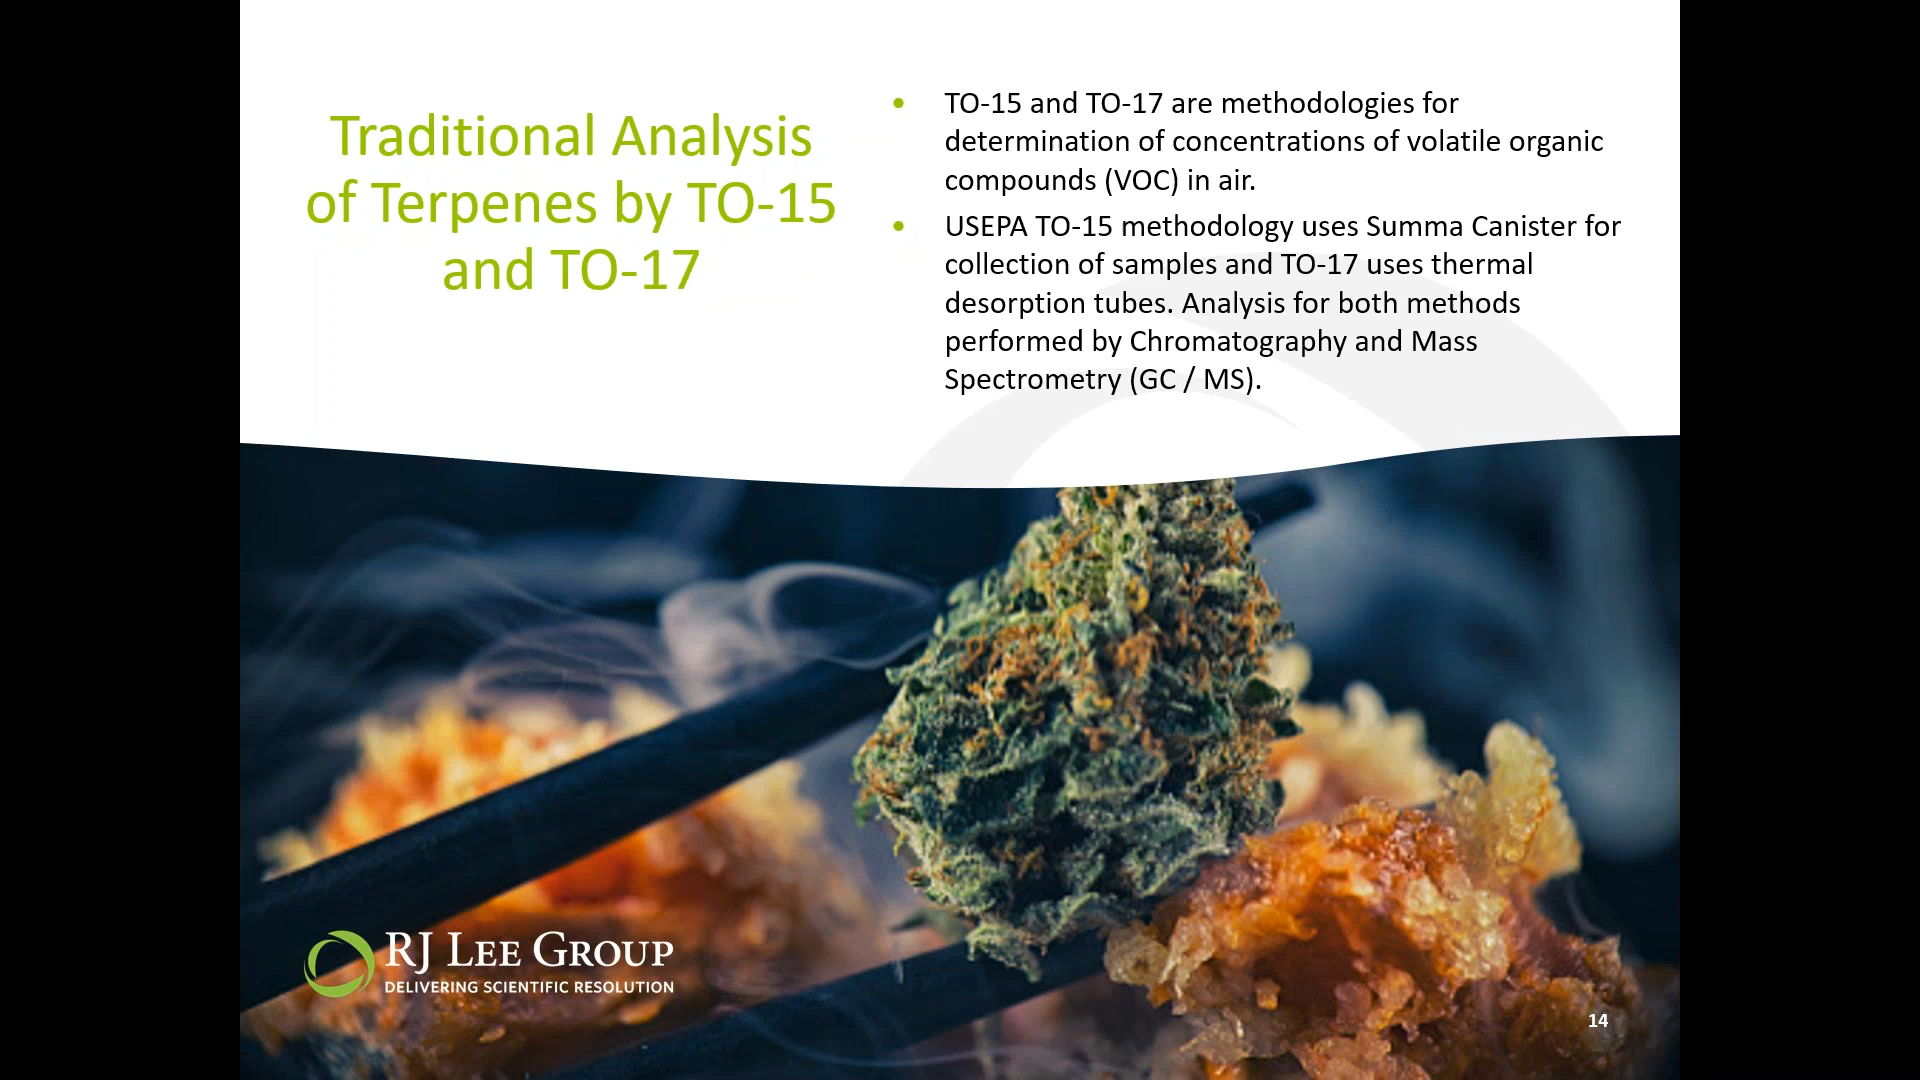 Traditional Analysis
of Terpenes by TO-15
and TO-17
• TO-15 and TO-17 are methodologies for
determination of concentrations of volatile organic
compounds (VOC) in air.
• USEPA TO-15 methodology uses Summa Canister for
collection of samples and TO-17 uses thermal
desorption tubes. Analysis for both methods
performed by Chromatography and Mass
Spectrometry (GC / MS).
RJ LEE GROUP
DELIVERING SCIENTIFIC RESOLUTION
14